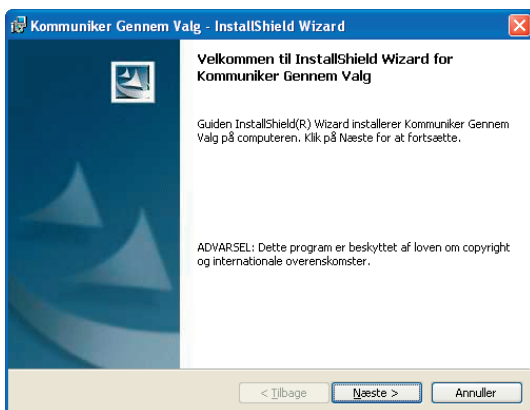 Kommuniker Gennem Valg - InstallShield Wizard
Velkommen til InstallShield Wizard for
Kommuniker Gennem Valg
Guiden InstallShield(R) Wizard installerer Kommuniker Gennem
Valg på computeren. Klik på Næste for at fortsætte.
ADVARSEL: Dette program er beskyttet af loven om copyright
og internationale overenskomster.
< Tilbage
Næste >
Annuller